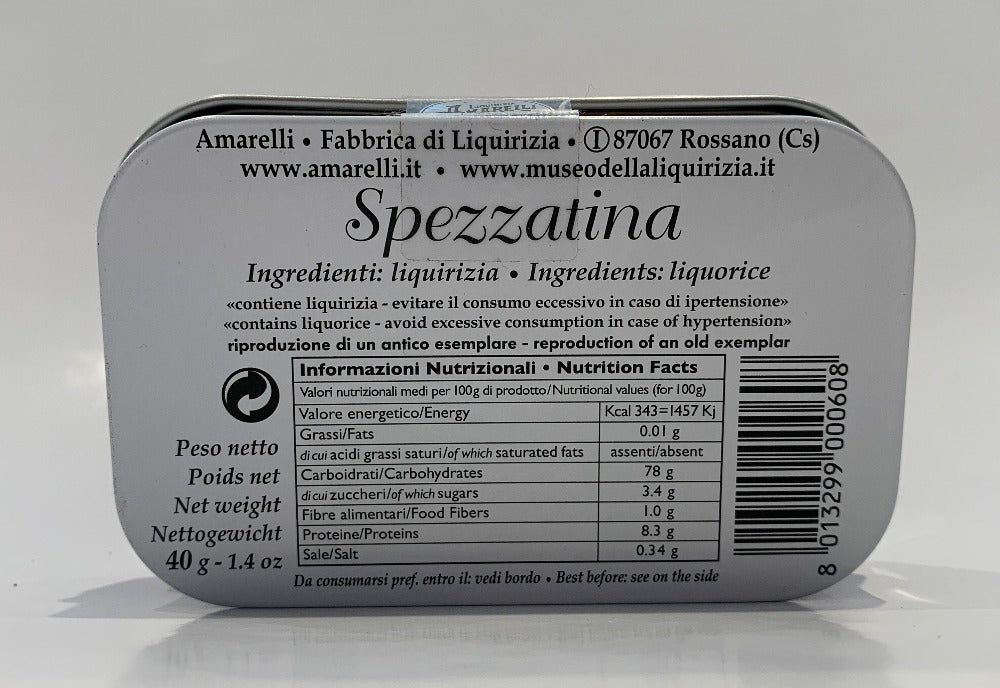 AMARELLI
Amarelli • Fabbrica di Liquirizia • Ⓘ 87067 Rossano (Cs)
www.amarelli.it • www.museodellaliquirizia.it
Spezzatina
Ingredienti: liquirizia • Ingredients: liquorice
«contiene liquirizia - evitare il consumo eccessivo in caso di ipertensione»
«contains liquorice - avoid excessive consumption in case of hypertension»
riproduzione di un antico esemplare - reproduction of an old exemplar
Informazioni Nutrizionali • Nutrition Facts
Valori nutrizionali medi per 100g di prodotto/Nutritional values (for 100g)
Valore energetico/Energy Kcal 343=1457 Kj
Grassi/Fats 0.01 g
di cui acidi grassi saturi/of which saturated fats assenti/absent
Carboidrati/Carbohydrates 78 g
di cui zuccheri/of which sugars 3.4 g
Fibre alimentari/Food Fibers 1.0 g
Proteine/Proteins 8.3 g
Sale/Salt 0.34 g
Peso netto
Poids net
Net weight
Nettogewicht
40 g - 1.4 oz
Da consumarsi pref. entro il: vedi bordo • Best before: see on the side
8 013299 000608